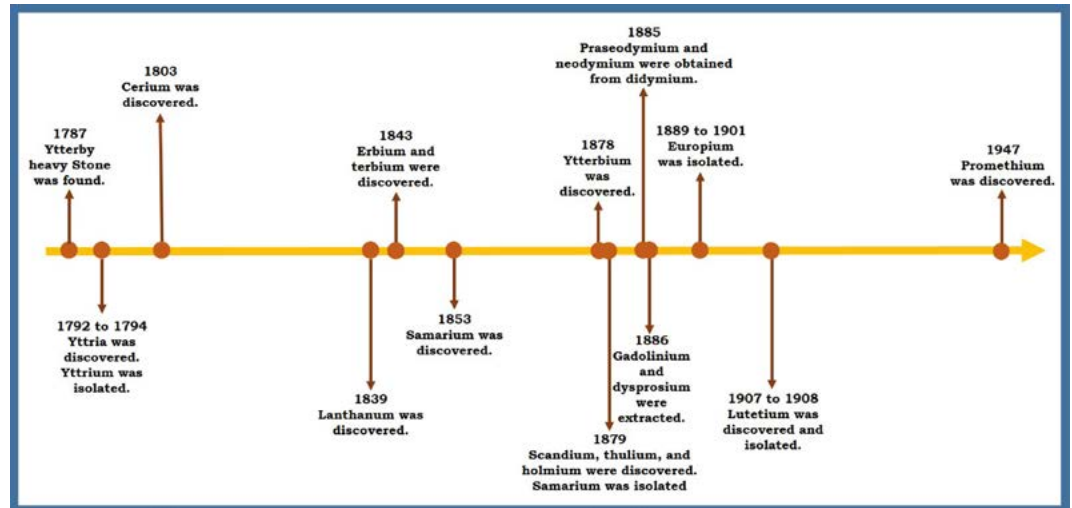 1787
Ytterby
heavy Stone
was found.
1792 to 1794
Yttria was
discovered.
Yttrium was
isolated.
1803
Cerium was
discovered.
1839
Lanthanum was
discovered.
1843
Erbium and
terbium were
discovered.
1853
Samarium was
discovered.
1878
Ytterbium
was
discovered.
1879
Scandium, thulium, and
holmium were discovered.
Samarium was isolated
1885
Praseodymium and
neodymium were obtained
from didymium.
1886
Gadolinium
and
dysprosium
were
extracted.
1889 to 1901
Europium
was isolated.
1907 to 1908
Lutetium was
discovered and
isolated.
1947
Promethium
was discovered.